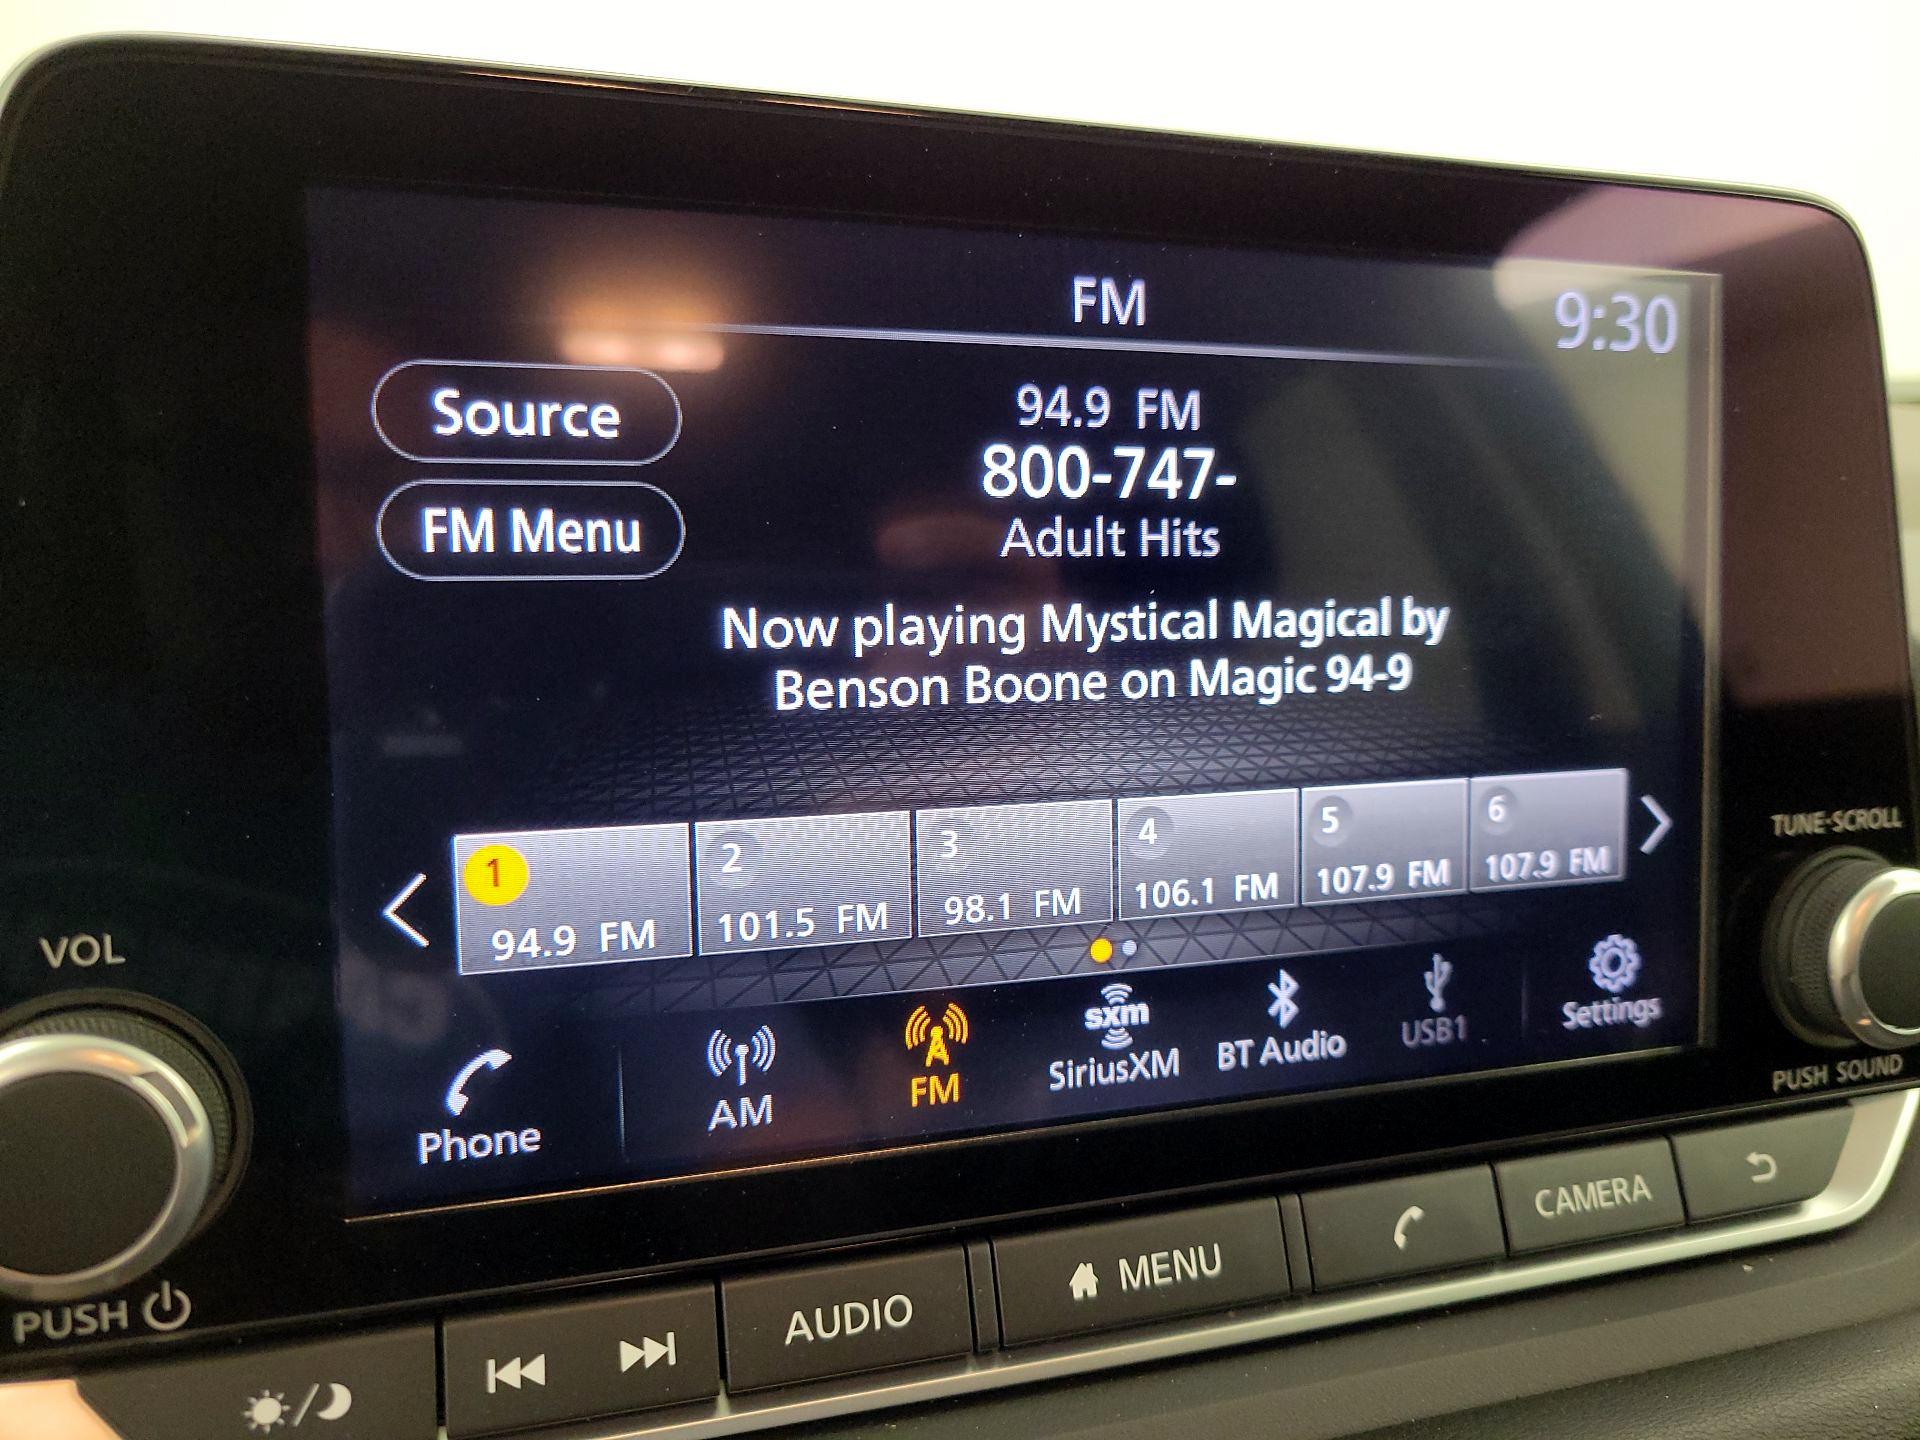 FM
9:30
Source
94.9 FM
800-747-
FM Menu
Adult Hits
Now playing Mystical Magical by
Benson Boone on Magic 94-9
1
94.9 FM
2
101.5 FM
3
98.1 FM
4
106.1 FM
5
107.9 FM
6
107.9 FM
Phone
AM
FM
sxm
SiriusXM
BT Audio
USB1
Settings
VOL
PUSH
TUNE·SCROLL
PUSH SOUND
AUDIO
MENU
CAMERA